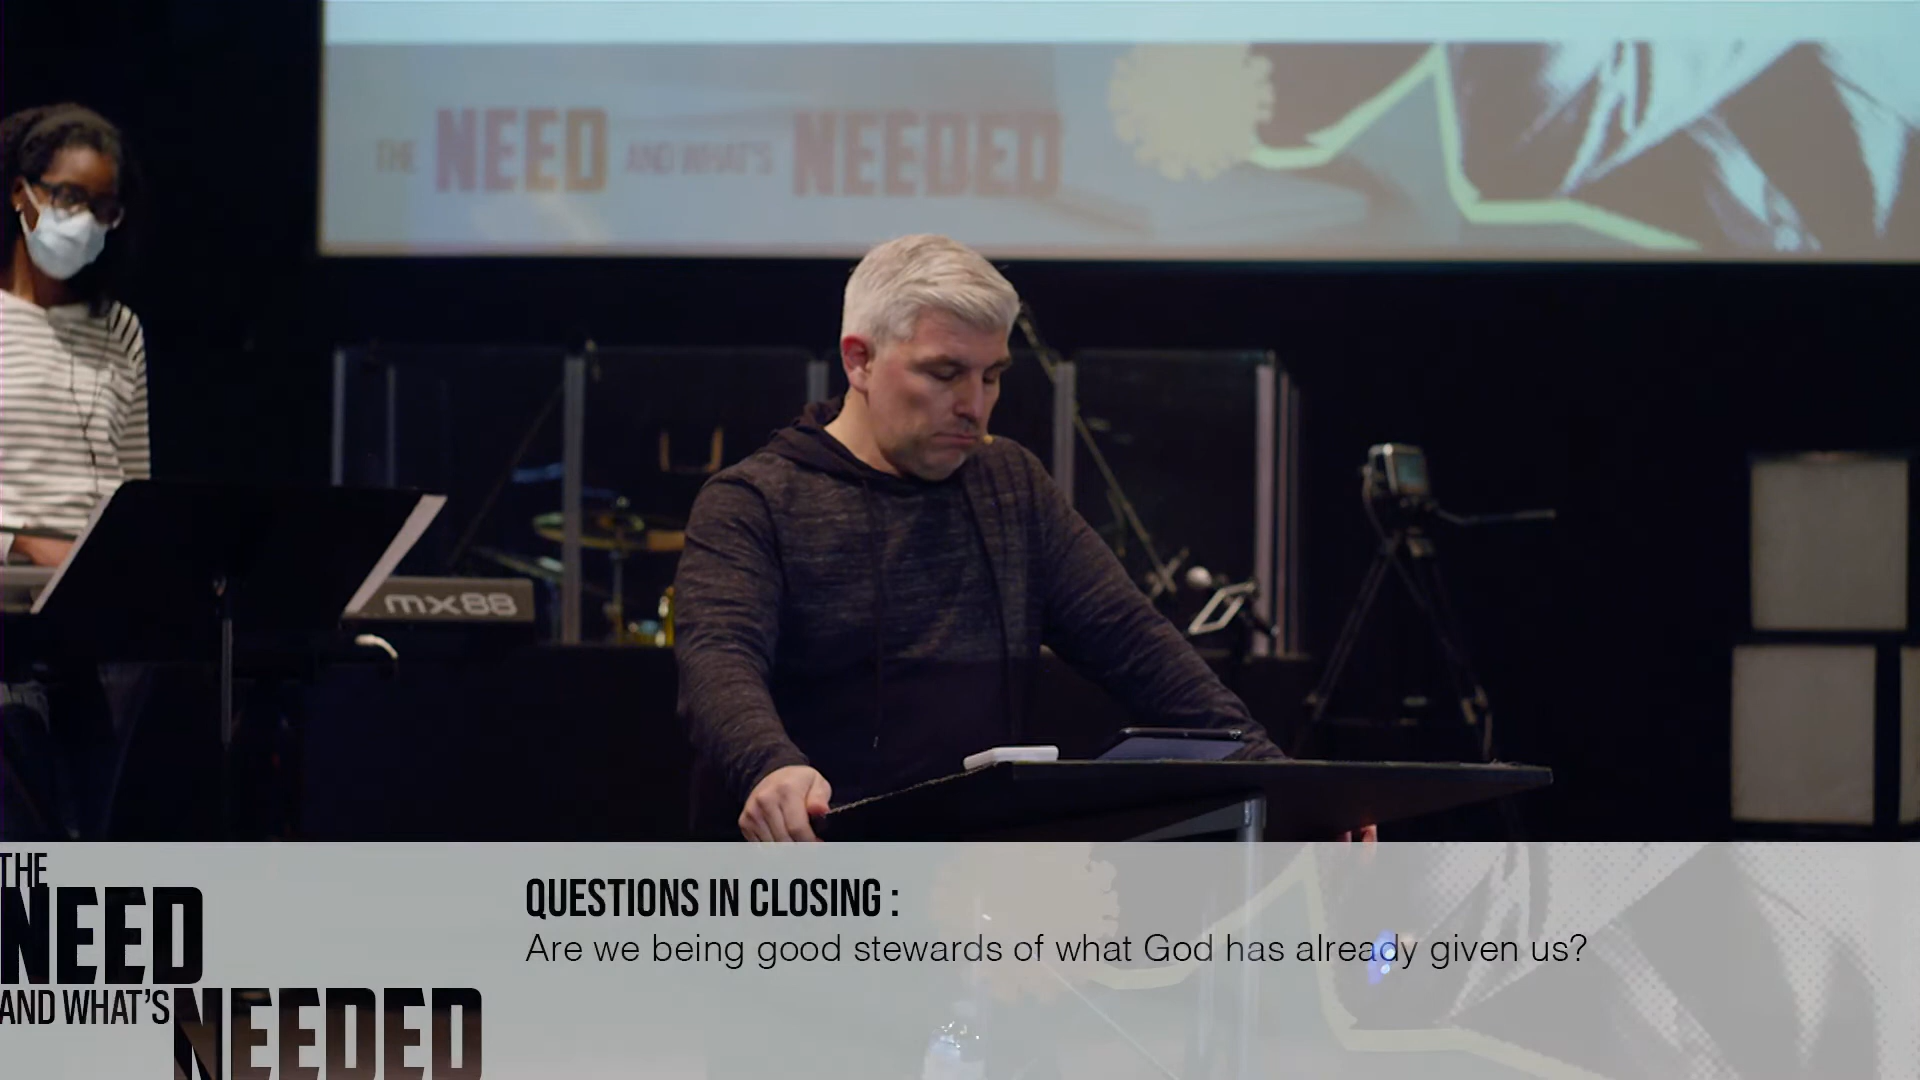 THE NEED AND WHAT'S NEEDED
mx88
THE
NEED
AND WHAT'S NEEDED
QUESTIONS IN CLOSING :
Are we being good stewards of what God has already given us?